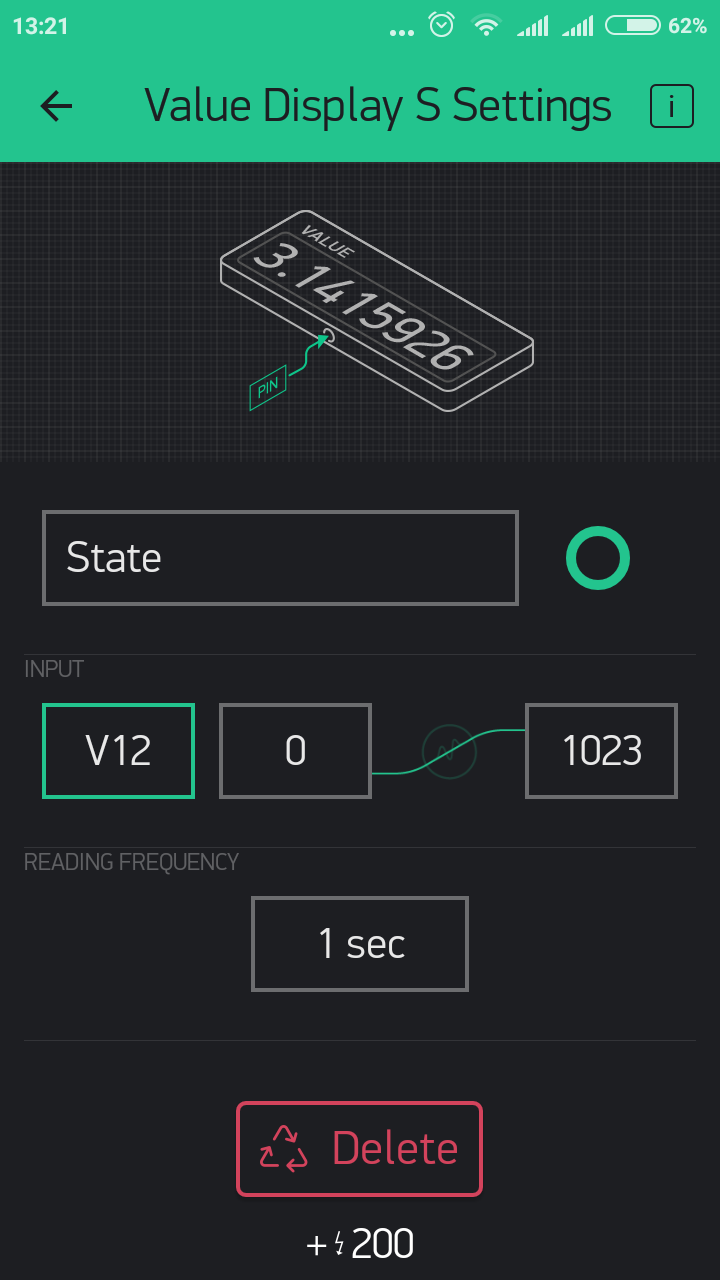 13:21 ... 62%
Value Display S Settings i
VALUE
3.1415926
PIN
State
INPUT
V12 0 1023
READING FREQUENCY
1 sec
Delete
+ 200